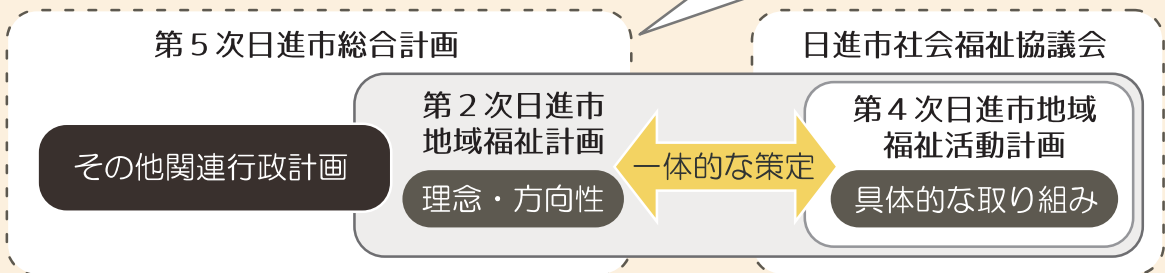 第５次日進市総合計画
日進市社会福祉協議会
その他関連行政計画
第２次日進市
地域福祉計画
理念・方向性
一体的な策定
第４次日進市地域
福祉活動計画
具体的な取り組み